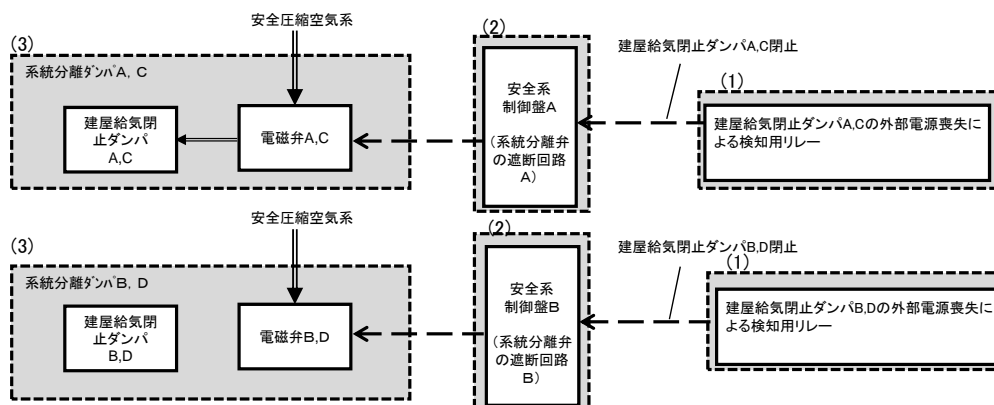 安全圧縮空気系
(3)
系統分離ダンパA, C
建屋給気閉
止ダンパ
A,C
電磁弁A,C
(2)
安全系
制御盤A
(系統分離弁
の遮断回路
A)
建屋給気閉止ダンパA,C閉止
(1)
建屋給気閉止ダンパA,Cの外部電源喪失
による検知用リレー
安全圧縮空気系
(3)
系統分離ダンパB, D
建屋給気閉
止ダンパ
B,D
電磁弁B,D
(2)
安全系
制御盤B
(系統分離弁
の遮断回路
B)
建屋給気閉止ダンパB,D閉止
(1)
建屋給気閉止ダンパB,Dの外部電源喪失に
よる検知用リレー